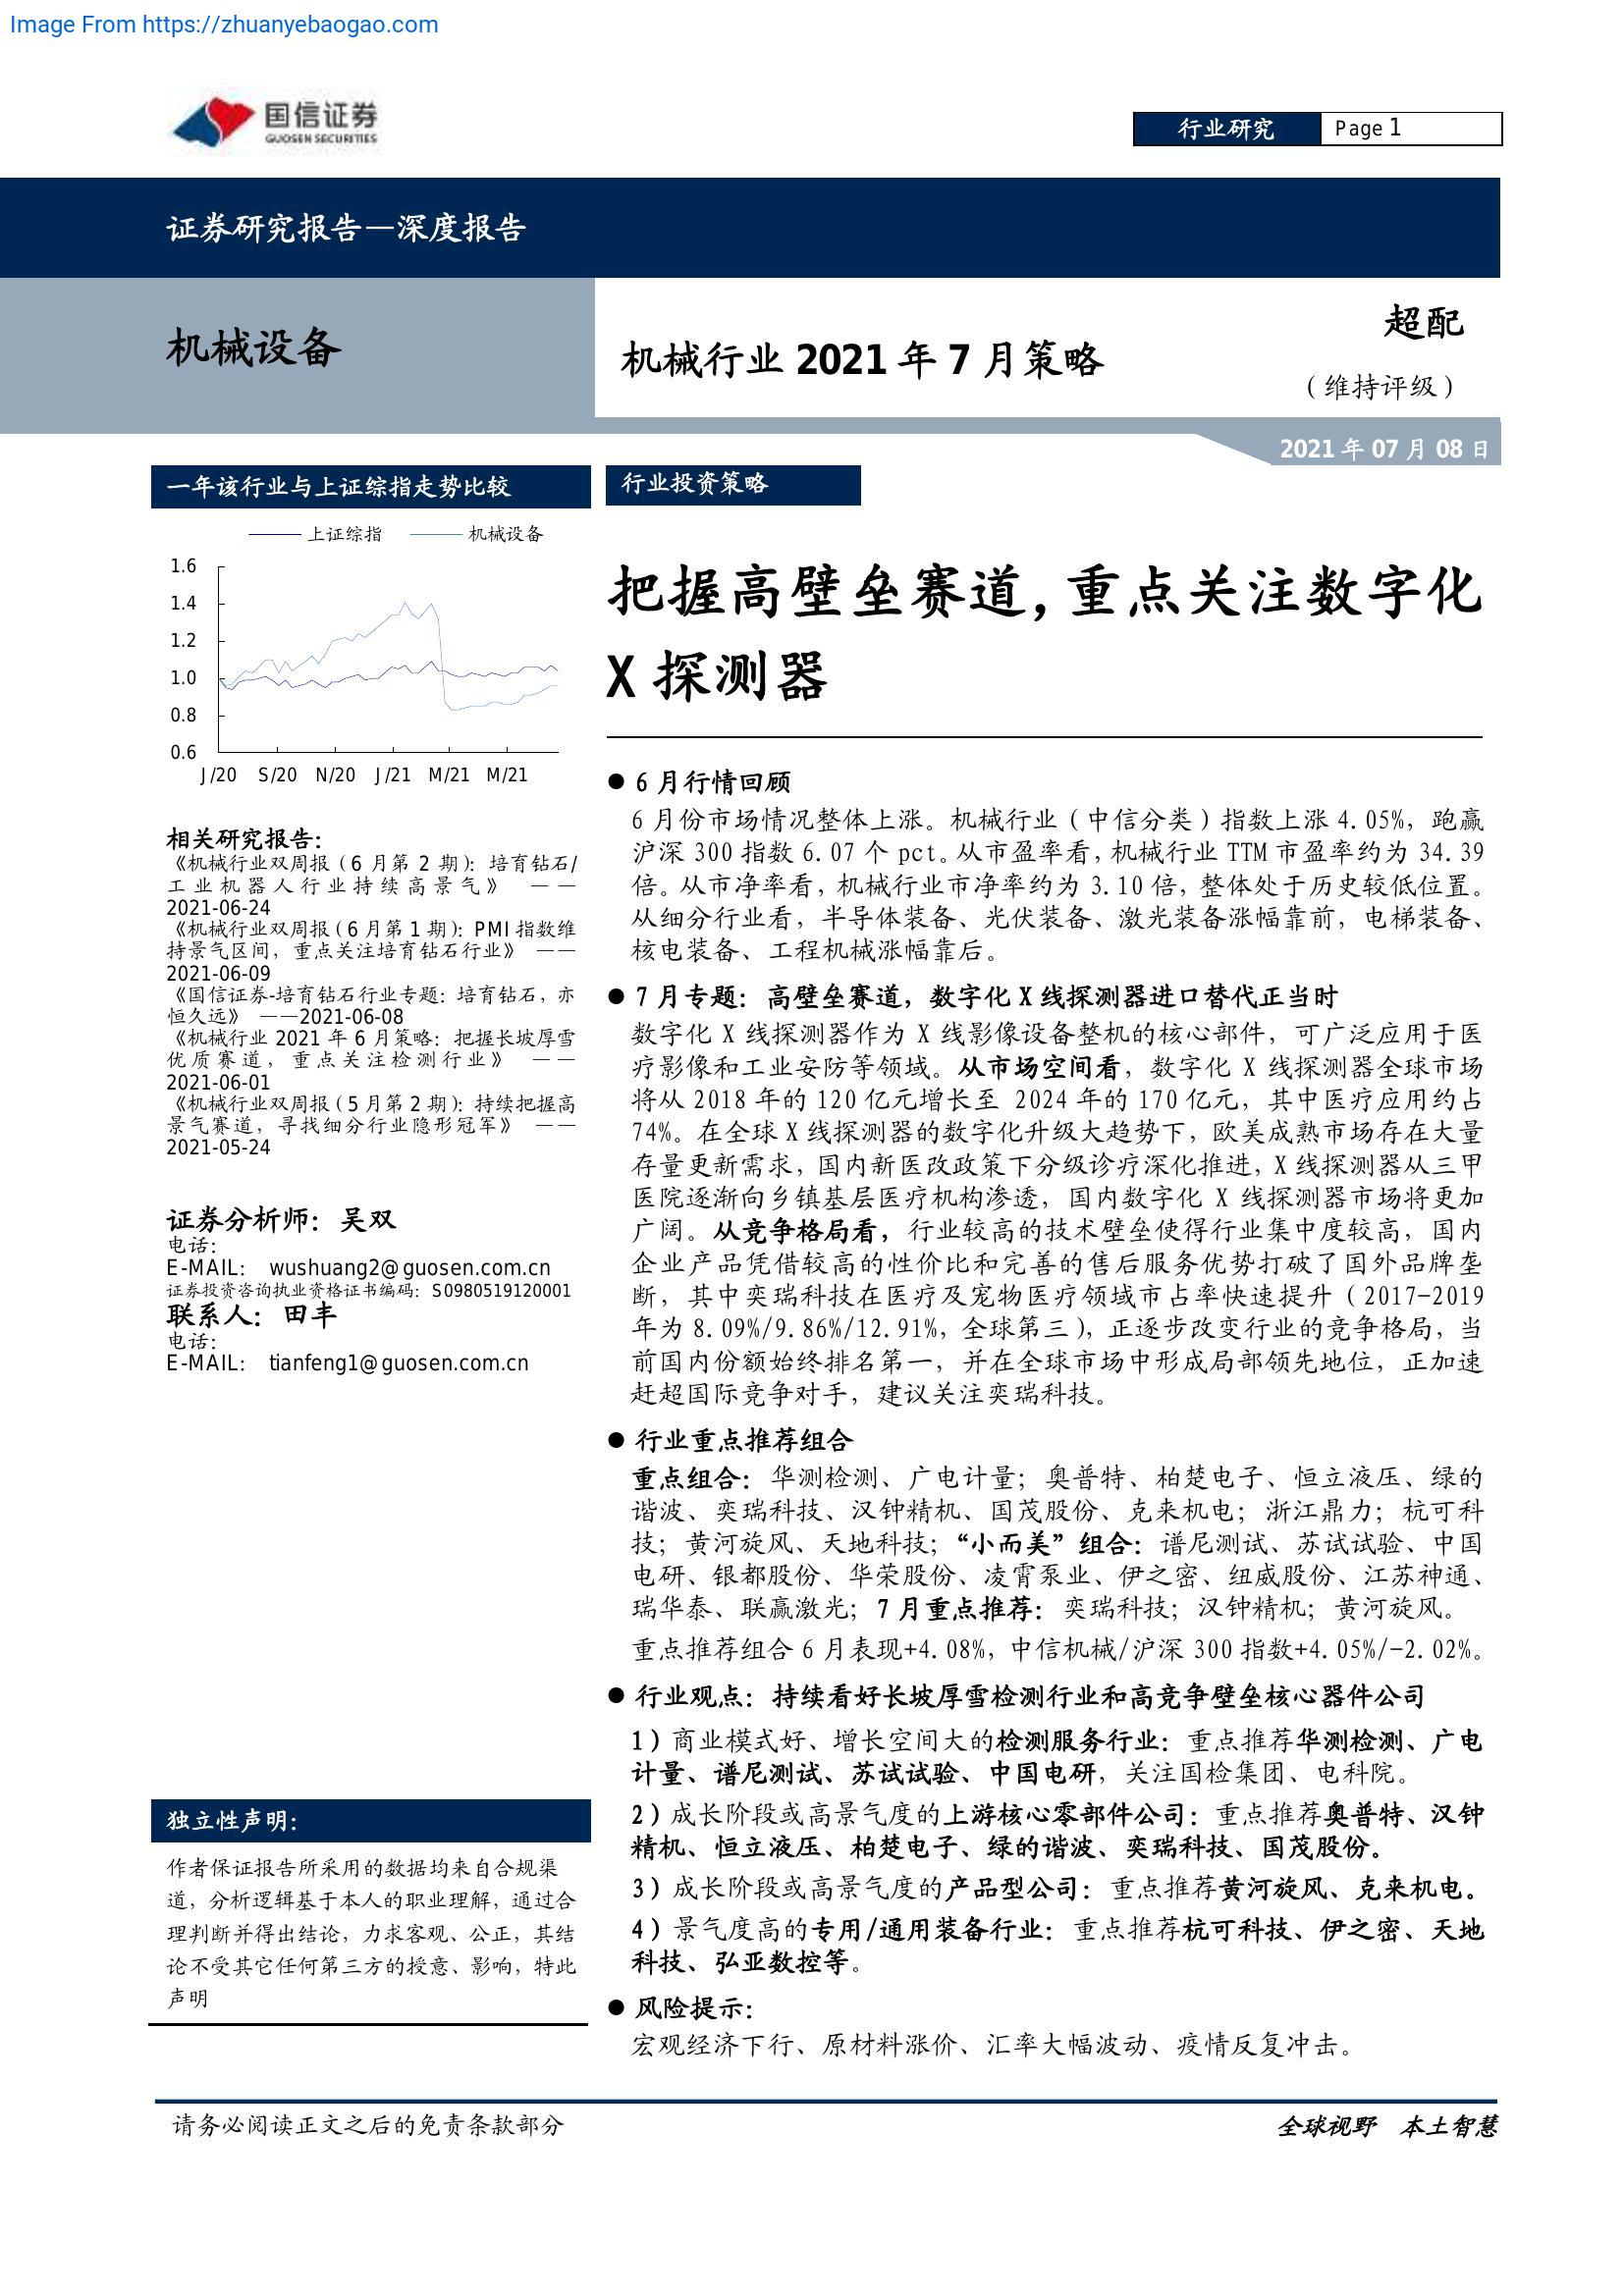 Image From https://zhuanyebaogao.com
国信证券
GUOSEN SECURITIES
行业研究
Page 1
证券研究报告—深度报告
机械设备
机械行业 2021 年 7 月策略
超配
（维持评级）
2021 年 07 月 08 日
一年该行业与上证综指走势比较
上证综指 机械设备
1.6
1.4
1.2
1.0
0.8
0.6
J/20 S/20 N/20 J/21 M/21 M/21
相关研究报告：
《机械行业双周报（6 月第 2 期）：培育钻石/
工业机器人行业持续高景气》 ——
2021-06-24
《机械行业双周报（6 月第 1 期）：PMI 指数维
持景气区间，重点关注培育钻石行业》 ——
2021-06-09
《国信证券-培育钻石行业专题：培育钻石，亦
恒久远》 ——2021-06-08
《机械行业 2021 年 6 月策略：把握长坡厚雪
优质赛道，重点关注检测行业》 ——
2021-06-01
《机械行业双周报（5 月第 2 期）：持续把握高
景气赛道，寻找细分行业隐形冠军》 ——
2021-05-24
证券分析师：吴双
电话：
E-MAIL： wushuang2@guosen.com.cn
证券投资咨询执业资格证书编码：S0980519120001
联系人：田丰
电话：
E-MAIL： tianfeng1@guosen.com.cn
独立性声明：
作者保证报告所采用的数据均来自合规渠
道，分析逻辑基于本人的职业理解，通过合
理判断并得出结论，力求客观、公正，其结
论不受其它任何第三方的授意、影响，特此
声明
行业投资策略
把握高壁垒赛道，重点关注数字化
X 探测器
● 6 月行情回顾
6 月份市场情况整体上涨。机械行业（中信分类）指数上涨 4.05%，跑赢
沪深 300 指数 6.07 个 pct。从市盈率看，机械行业 TTM 市盈率约为 34.39
倍。从市净率看，机械行业市净率约为 3.10 倍，整体处于历史较低位置。
从细分行业看，半导体装备、光伏装备、激光装备涨幅靠前，电梯装备、
核电装备、工程机械涨幅靠后。
● 7 月专题：高壁垒赛道，数字化 X 线探测器进口替代正当时
数字化 X 线探测器作为 X 线影像设备整机的核心部件，可广泛应用于医
疗影像和工业安防等领域。从市场空间看，数字化 X 线探测器全球市场
将从 2018 年的 120 亿元增长至 2024 年的 170 亿元，其中医疗应用约占
74%。在全球 X 线探测器的数字化升级大趋势下，欧美成熟市场存在大量
存量更新需求，国内新医改政策下分级诊疗深化推进，X 线探测器从三甲
医院逐渐向乡镇基层医疗机构渗透，国内数字化 X 线探测器市场将更加
广阔。从竞争格局看，行业较高的技术壁垒使得行业集中度较高，国内
企业产品凭借较高的性价比和完善的售后服务优势打破了国外品牌垄
断，其中奕瑞科技在医疗及宠物医疗领域市占率快速提升（2017-2019
年为 8.09%/9.86%/12.91%，全球第三），正逐步改变行业的竞争格局，当
前国内份额始终排名第一，并在全球市场中形成局部领先地位，正加速
赶超国际竞争对手，建议关注奕瑞科技。
● 行业重点推荐组合
重点组合：华测检测、广电计量；奥普特、柏楚电子、恒立液压、绿的
谐波、奕瑞科技、汉钟精机、国茂股份、克来机电；浙江鼎力；杭可科
技；黄河旋风、天地科技；“小而美”组合：谱尼测试、苏试试验、中国
电研、银都股份、华荣股份、凌霄泵业、伊之密、纽威股份、江苏神通、
瑞华泰、联赢激光；7 月重点推荐：奕瑞科技；汉钟精机；黄河旋风。
重点推荐组合 6 月表现+4.08%，中信机械/沪深 300 指数+4.05%/-2.02%。
● 行业观点：持续看好长坡厚雪检测行业和高竞争壁垒核心器件公司
1）商业模式好、增长空间大的检测服务行业：重点推荐华测检测、广电
计量、谱尼测试、苏试试验、中国电研，关注国检集团、电科院。
2）成长阶段或高景气度的上游核心零部件公司：重点推荐奥普特、汉钟
精机、恒立液压、柏楚电子、绿的谐波、奕瑞科技、国茂股份。
3）成长阶段或高景气度的产品型公司：重点推荐黄河旋风、克来机电。
4）景气度高的专用/通用装备行业：重点推荐杭可科技、伊之密、天地
科技、弘亚数控等。
● 风险提示：
宏观经济下行、原材料涨价、汇率大幅波动、疫情反复冲击。
请务必阅读正文之后的免责条款部分
全球视野 本土智慧